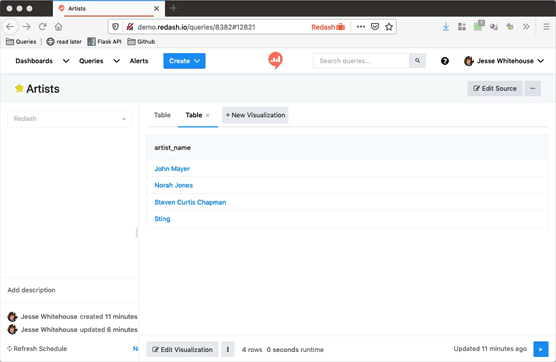 Artists
demo.redash.io/queries/8382#12821
Redash
Queries
read later
Flask API
Github
Dashboards
Queries
Alerts
Create
Search queries...
Jesse Whitehouse
Artists
Edit Source
Redash
Table
Table
+ New Visualization
artist_name
John Mayer
Norah Jones
Steven Curtis Chapman
Sting
Add description
Jesse Whitehouse created 11 minutes
Jesse Whitehouse updated 6 minutes
Refresh Schedule
Edit Visualization
4 rows 0 seconds runtime
Updated 11 minutes ago